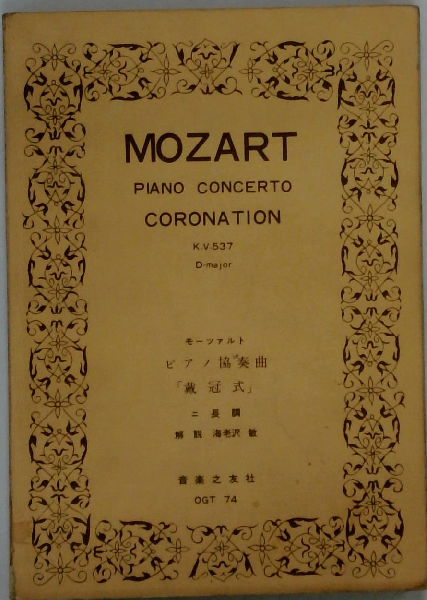 MOZART
PIANO CONCERTO
CORONATION
K.V.537
D-major
モーツァルト
ピアノ協奏曲
「戴冠式」
ニ長調
解説 海老沢 敏
音楽之友社
OGT 74